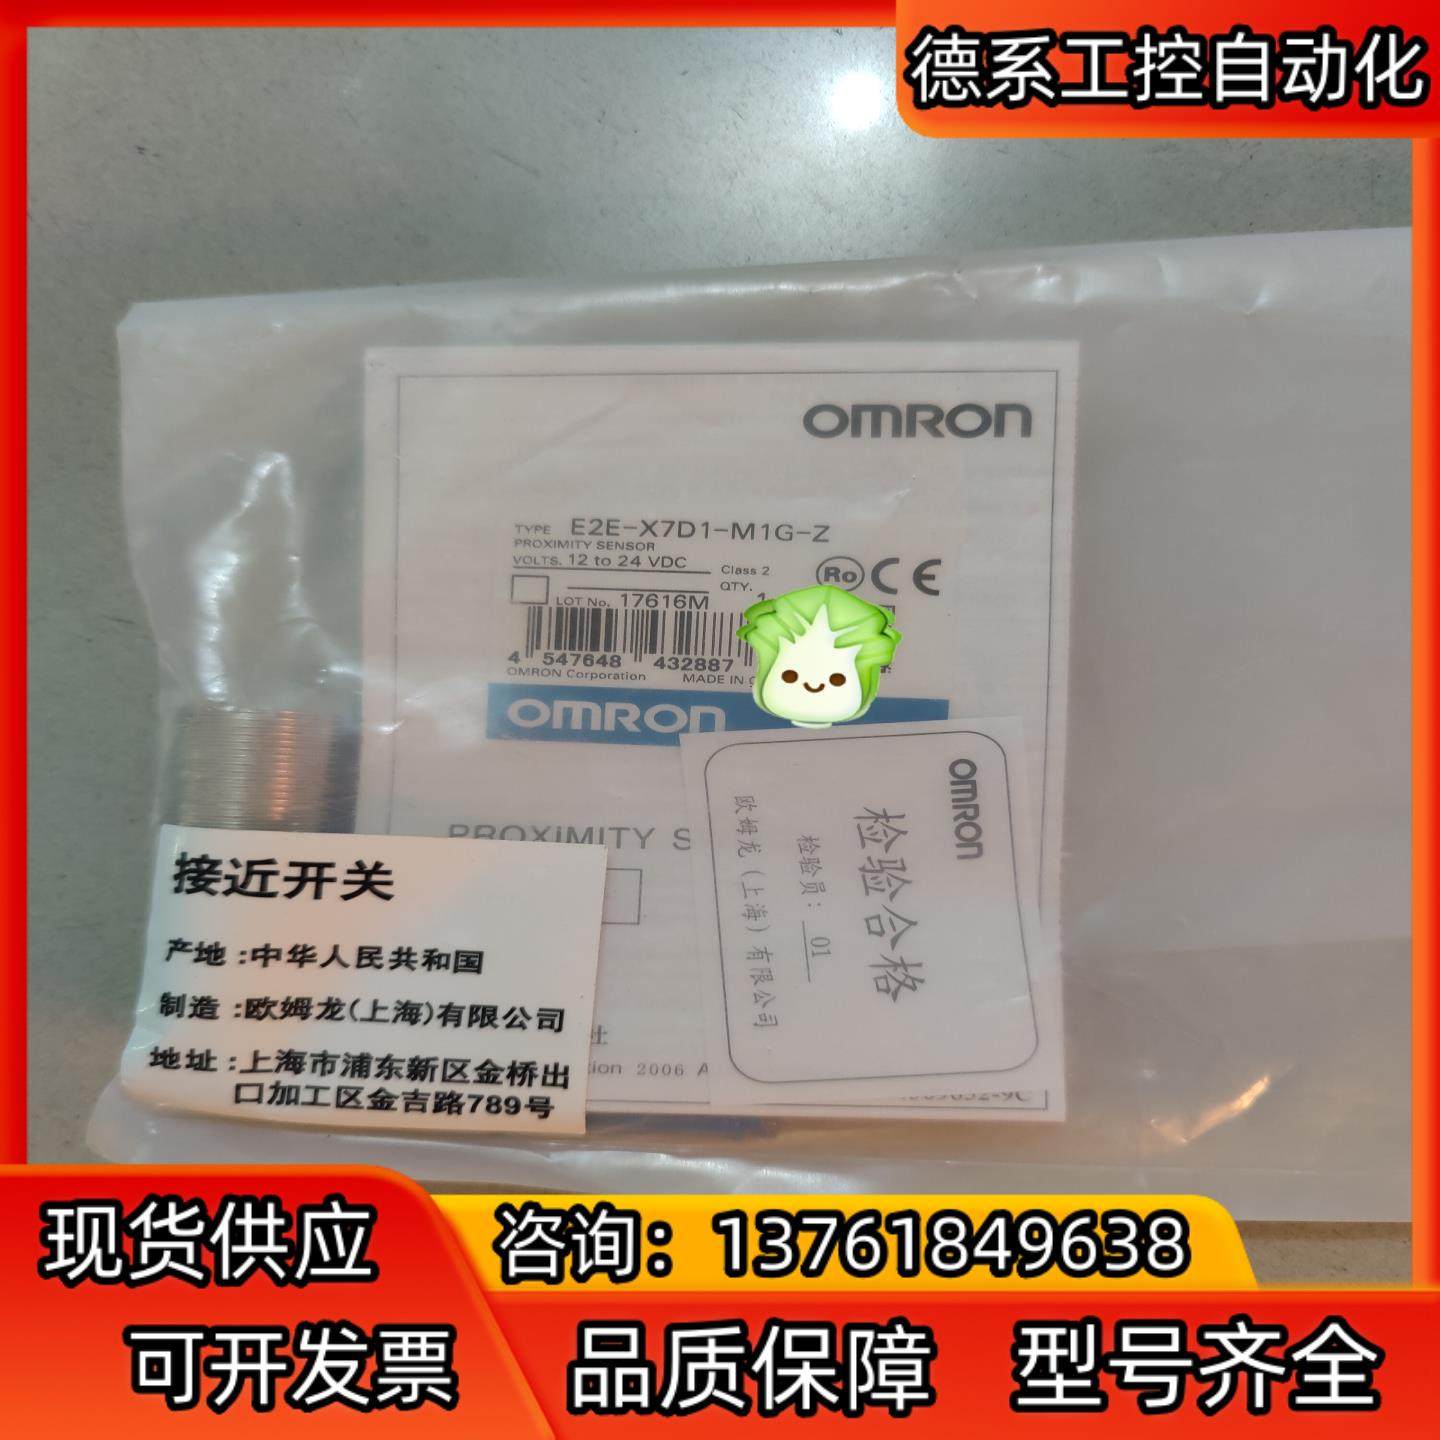 德系工控自动化
OMRON
TYPE E2E-X7D1-M1G-Z
PROXIMITY SENSOR
VOLTS. 12 to 24 VDC
Class 2
QTY.
LOT No. 17616M 1
Ro CE
4 547648 432887
OMRON Corporation MADE IN
OMRON
PROXIMITY S
OMRON
检验合格
检验员：01
欧姆龙（上海）有限公司
接近开关
产地：中华人民共和国
制造：欧姆龙(上海)有限公司
地址：上海市浦东新区金桥出
口加工区金吉路789号
社
tion 2006 A
现货供应
咨询：13761849638
可开发票
品质保障
型号齐全